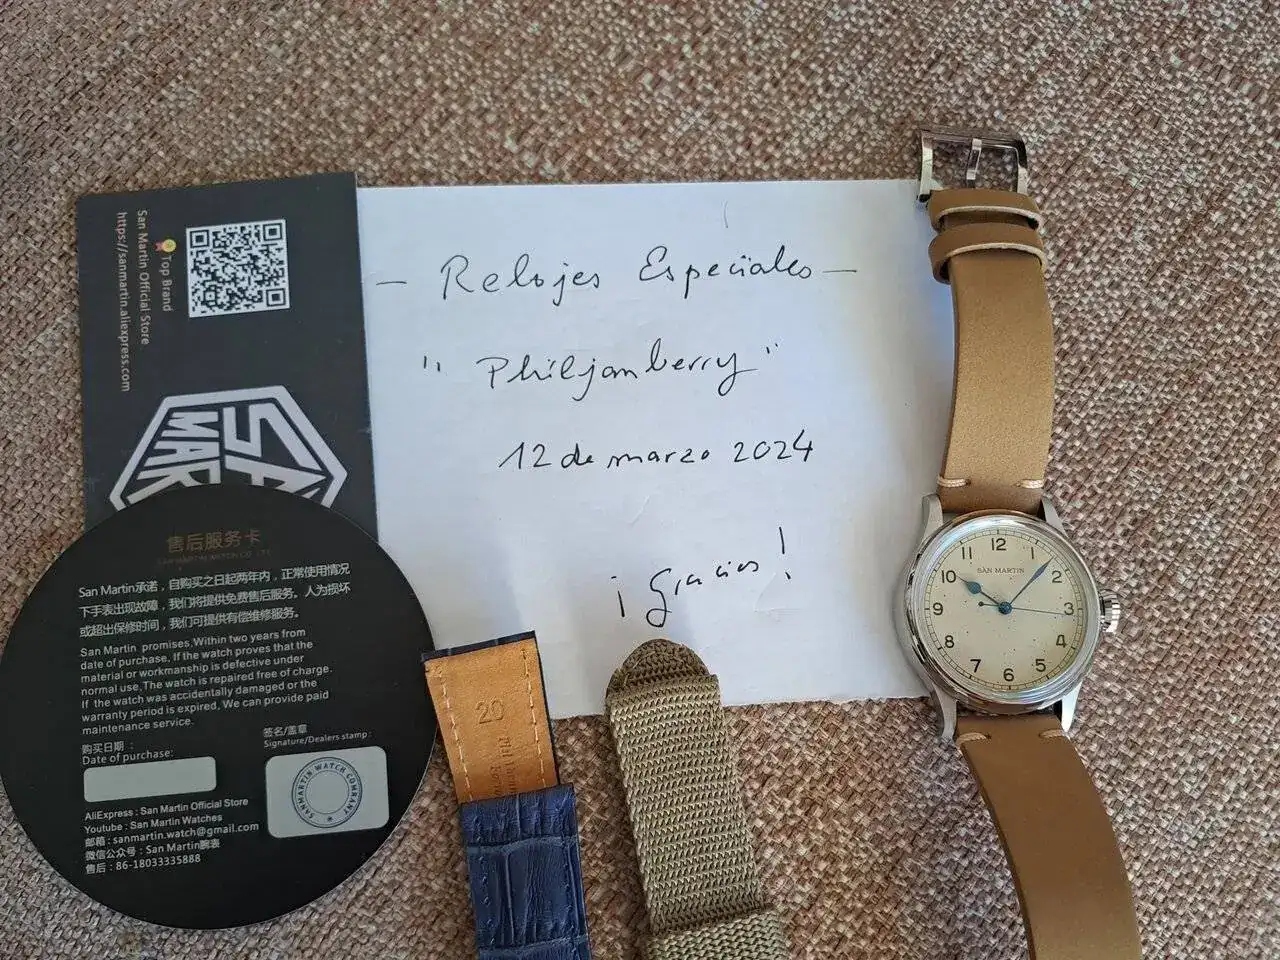 San Martin Official Store
https://sanmartin.aliexpress.com
Top Brand
SAN
MAR
— Relojes Especiales —
"Philjamberry"
12 de marzo 2024
¡Gracias!
售后服务卡
SAN MARTIN WATCH CO., LTD.
San Martin承诺，自购买之日起两年内，正常使用情况
下手表出现故障，我们将提供免费售后服务。人为损坏
或超出保修时间，我们可提供有偿维修服务。
San Martin promises,Within two years from
date of purchase, If the watch proves that the
material or workmanship is defective under
normal use,The watch is repaired free of charge.
If the watch was accidentally damaged or the
warranty period is expired, We can provide paid
maintenance service.
购买日期：
Date of purchase:
签名/盖章
Signature/Dealers stamp:
SANMARTIN WATCH COMPANY
AliExpress : San Martin Official Store
Youtube : San Martin Watches
邮箱 : sanmartin.watch@gmail.com
微信公众号 : San Martin腕表
售后 : 86-18033335888
20
12
1
2
3
4
5
6
7
8
9
10
11
SAN MARTIN